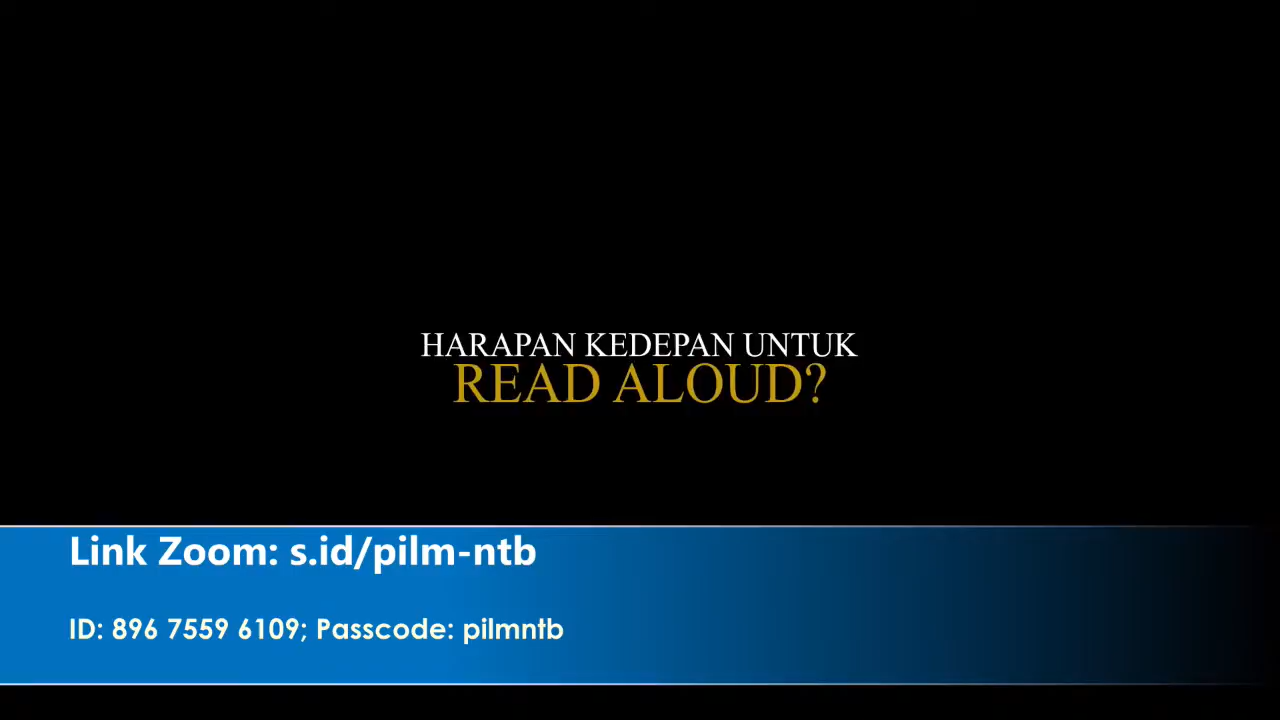 HARAPAN KEDEPAN UNTUK
READ ALOUD?
Link Zoom: s.id/pilm-ntb
ID: 896 7559 6109; Passcode: pilmntb